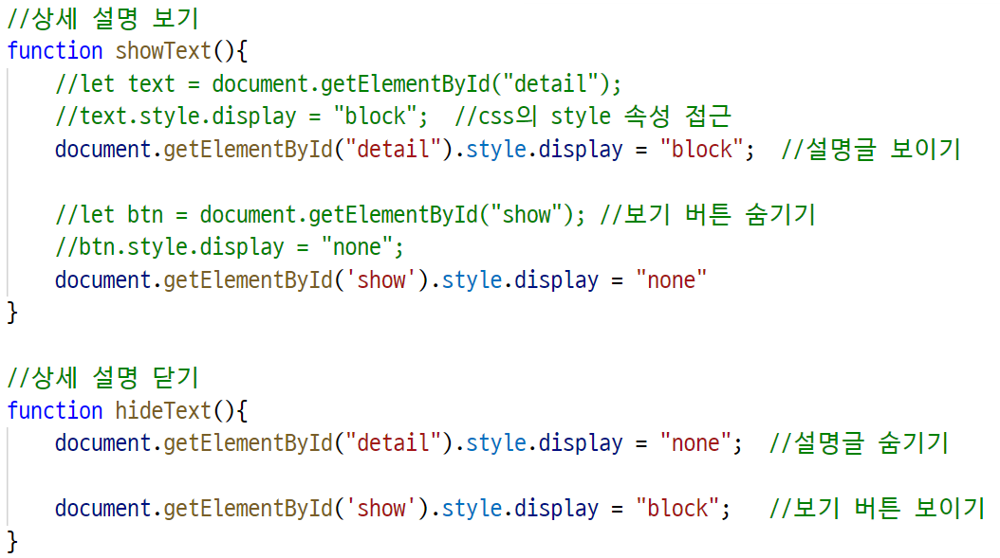 //상세 설명 보기
function showText(){
    //let text = document.getElementById("detail");
    //text.style.display = "block";  //css의 style 속성 접근
    document.getElementById("detail").style.display = "block";  //설명글 보이기
    //let btn = document.getElementById("show"); //보기 버튼 숨기기
    //btn.style.display = "none";
    document.getElementById('show').style.display = "none"
}
//상세 설명 닫기
function hideText(){
    document.getElementById("detail").style.display = "none";  //설명글 숨기기
    document.getElementById('show').style.display = "block";   //보기 버튼 보이기
}